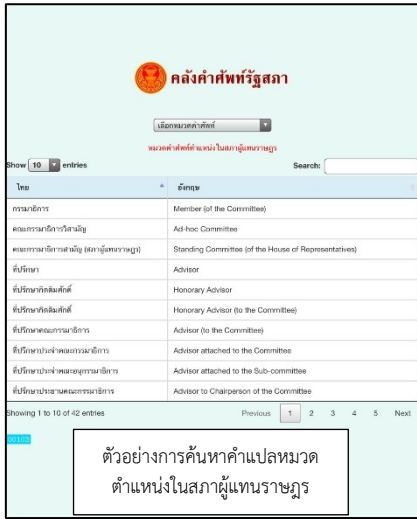 คลังคำศัพท์รัฐสภา
เลือกหมวดคำศัพท์
หมวดคำศัพท์ตำแหน่งในสภาผู้แทนราษฎร
Show 10 entries Search:
ไทย อังกฤษ
กรรมาธิการ Member (of the Committee)
คณะกรรมาธิการวิสามัญ Ad-hoc Committee
คณะกรรมาธิการสามัญ (สภาผู้แทนราษฎร) Standing Committee (of the House of Representatives)
ที่ปรึกษา Advisor
ที่ปรึกษากิตติมศักดิ์ Honorary Advisor
ที่ปรึกษากิตติมศักดิ์ Honorary Advisor (to the Committee)
ที่ปรึกษาคณะกรรมาธิการ Advisor (to the Committee)
ที่ปรึกษาประจำคณะกรรมาธิการ Advisor attached to the Committee
ที่ปรึกษาประจำคณะอนุกรรมาธิการ Advisor attached to the Sub-committee
ที่ปรึกษาประธานคณะกรรมาธิการ Advisor to Chairperson of the Committee
Showing 1 to 10 of 42 entries Previous 1 2 3 4 5 Next
00103
ตัวอย่างการค้นหาคำแปลหมวด
ตำแหน่งในสภาผู้แทนราษฎร